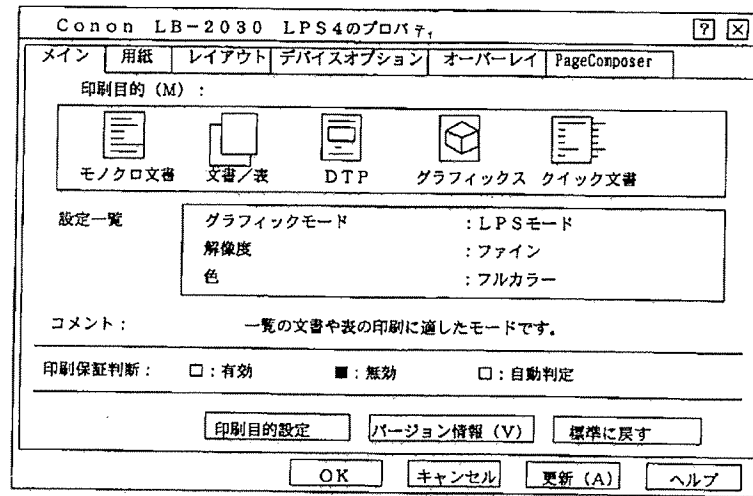 Conon LB-2030 LPS4のプロパティ ? ×
メイン 用紙 レイアウト デバイスオプション オーバーレイ PageComposer
印刷目的 (M) :
モノクロ文書 文書/表 DTP グラフィックス クイック文書
設定一覧 グラフィックモード :LPSモード
解像度 :ファイン
色 :フルカラー
コメント: 一覧の文書や表の印刷に適したモードです。
印刷保証判断: □:有効 ■:無効 □:自動判定
印刷目的設定 バージョン情報 (V) 標準に戻す
OK キャンセル 更新 (A) ヘルプ